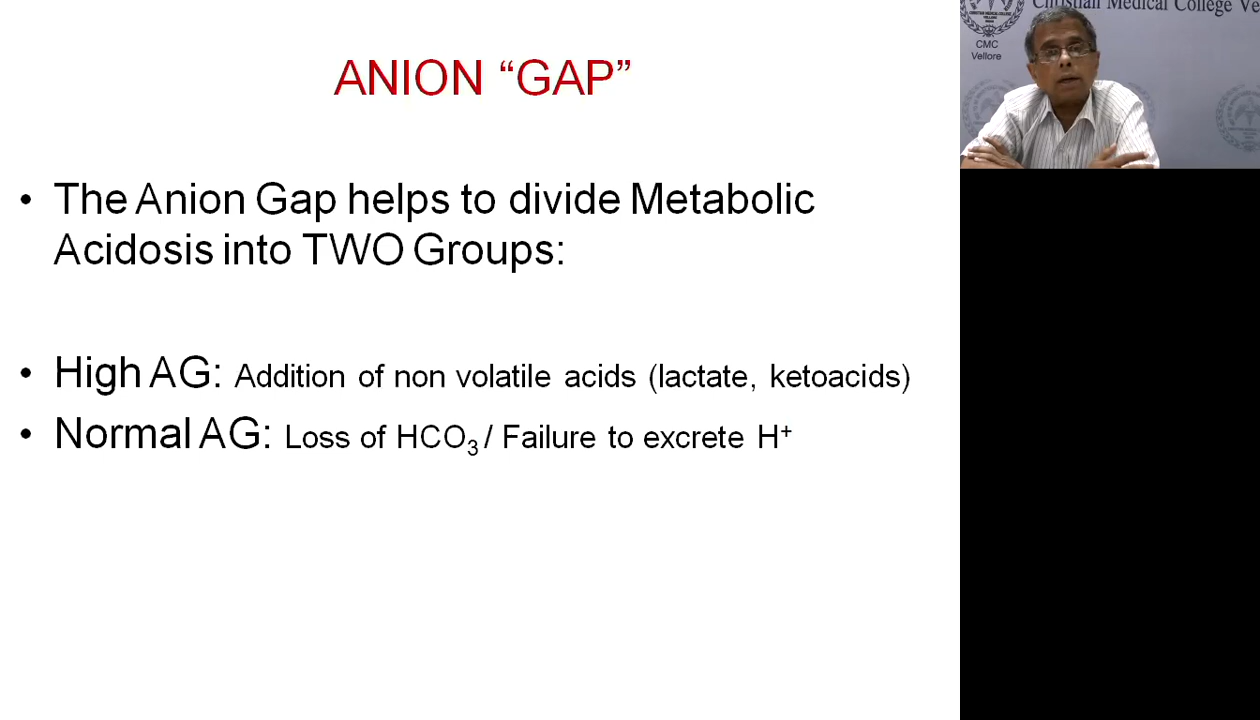 ANION “GAP”
• The Anion Gap helps to divide Metabolic
Acidosis into TWO Groups:
• High AG: Addition of non volatile acids (lactate, ketoacids)
• Normal AG: Loss of HCO₃ / Failure to excrete H⁺
Christian Medical College Ve
CMC
Vellore